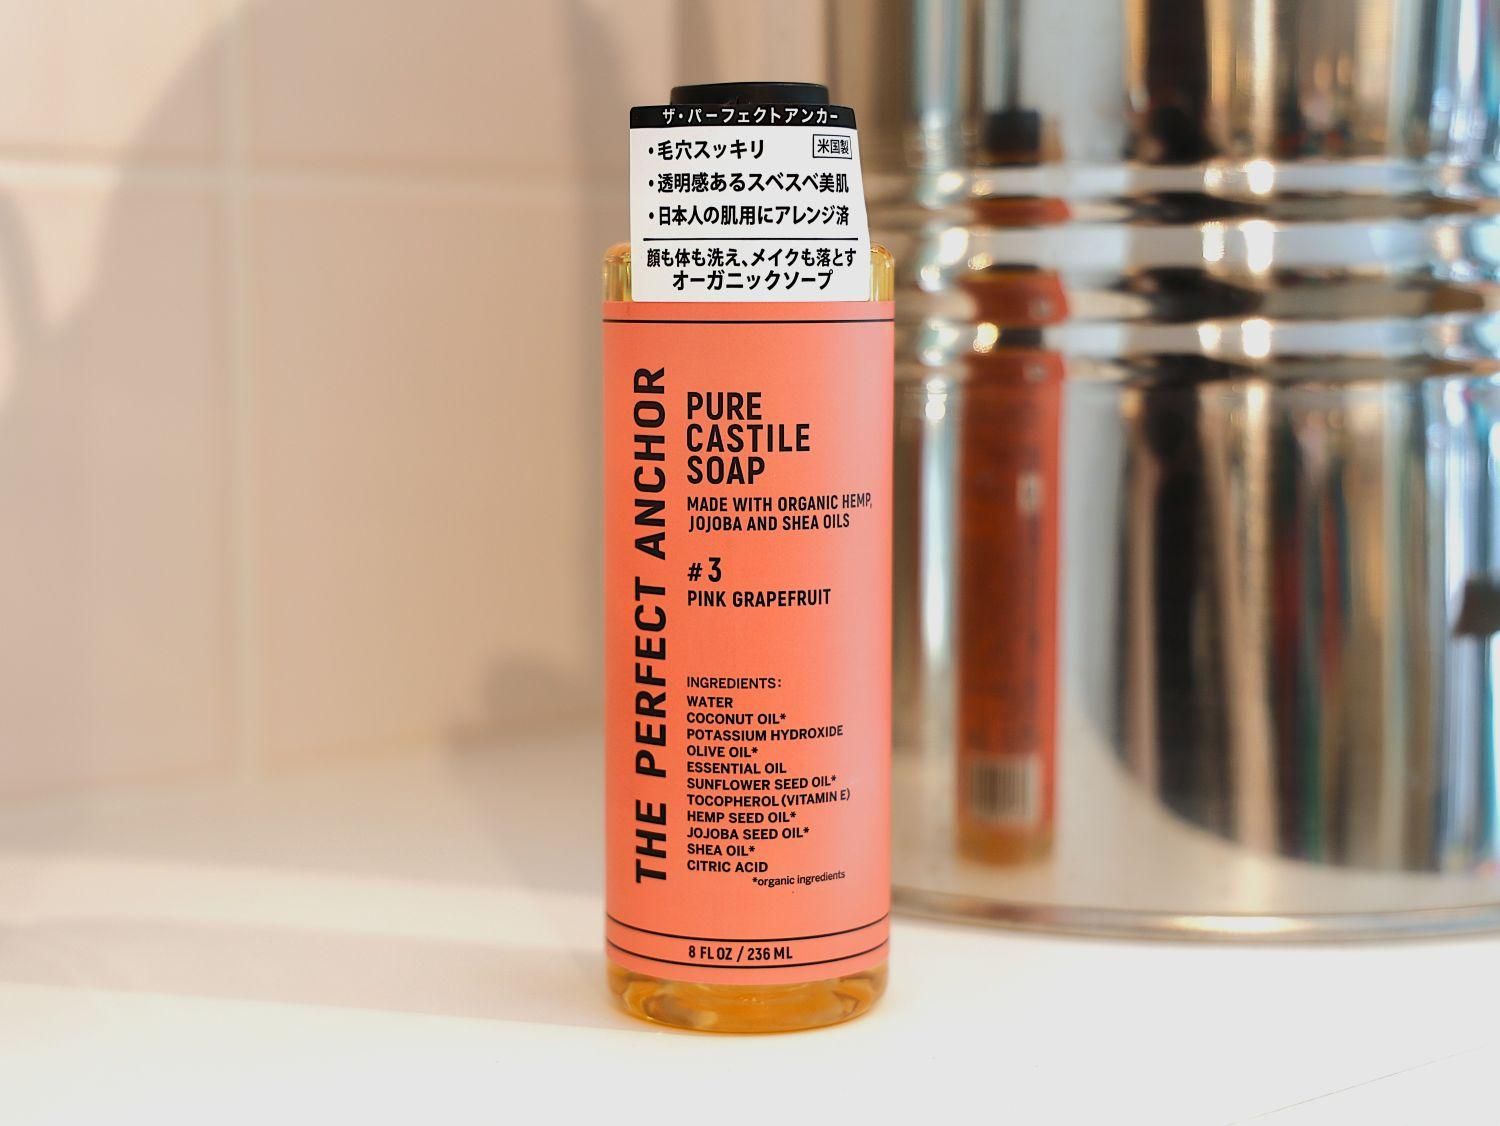 ザ・パーフェクトアンカー
・毛穴スッキリ 米国製
・透明感あるスベスベ美肌
・日本人の肌用にアレンジ済
顔も体も洗え、メイクも落とす
オーガニックソープ
THE PERFECT ANCHOR
PURE
CASTILE
SOAP
MADE WITH ORGANIC HEMP,
JOJOBA AND SHEA OILS
#3
PINK GRAPEFRUIT
INGREDIENTS:
WATER
COCONUT OIL*
POTASSIUM HYDROXIDE
OLIVE OIL*
ESSENTIAL OIL
SUNFLOWER SEED OIL*
TOCOPHEROL (VITAMIN E)
HEMP SEED OIL*
JOJOBA SEED OIL*
SHEA OIL*
CITRIC ACID
*organic ingredients
8 FL OZ / 236 ML